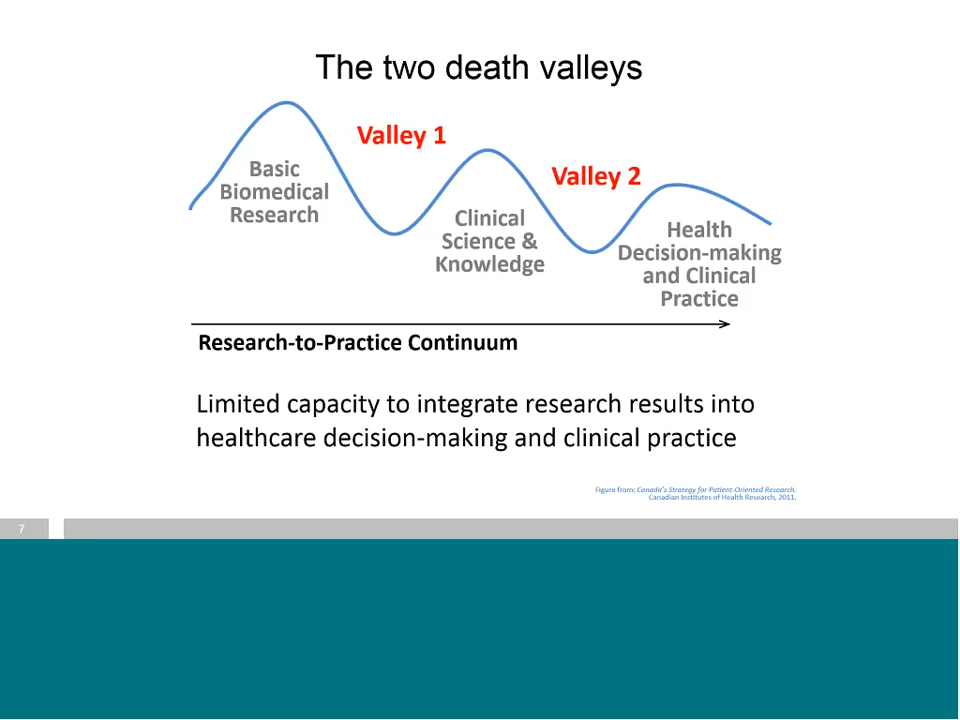 The two death valleys
Valley 1
Valley 2
Basic
Biomedical
Research
Clinical
Science &
Knowledge
Health
Decision-making
and Clinical
Practice
Research-to-Practice Continuum
Limited capacity to integrate research results into
healthcare decision-making and clinical practice
Figure from: Canada's Strategy for Patient-Oriented Research.
Canadian Institutes of Health Research, 2011.
7